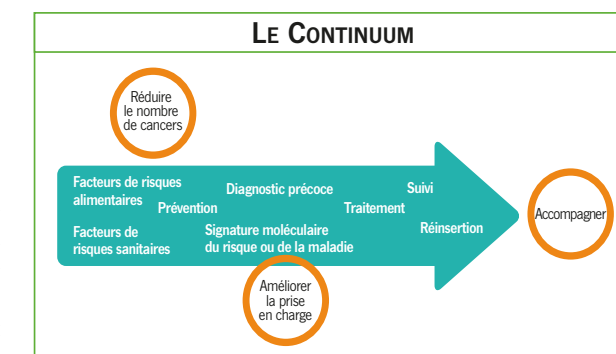 LE CONTINUUM
Réduire
le nombre
de cancers
Facteurs de risques
alimentaires
Prévention
Facteurs de
risques sanitaires
Diagnostic précoce
Signature moléculaire
du risque ou de la maladie
Traitement
Suivi
Réinsertion
Accompagner
Améliorer
la prise
en charge